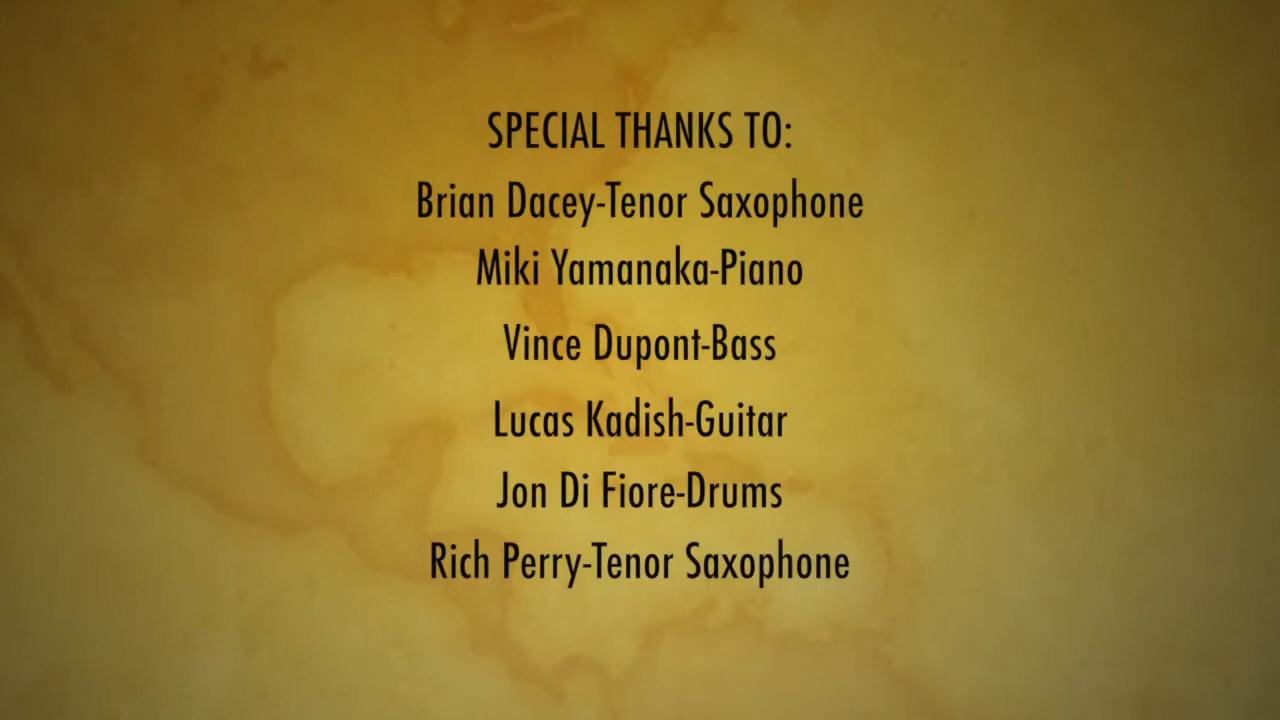 SPECIAL THANKS TO:
Brian Dacey-Tenor Saxophone
Miki Yamanaka-Piano
Vince Dupont-Bass
Lucas Kadish-Guitar
Jon Di Fiore-Drums
Rich Perry-Tenor Saxophone